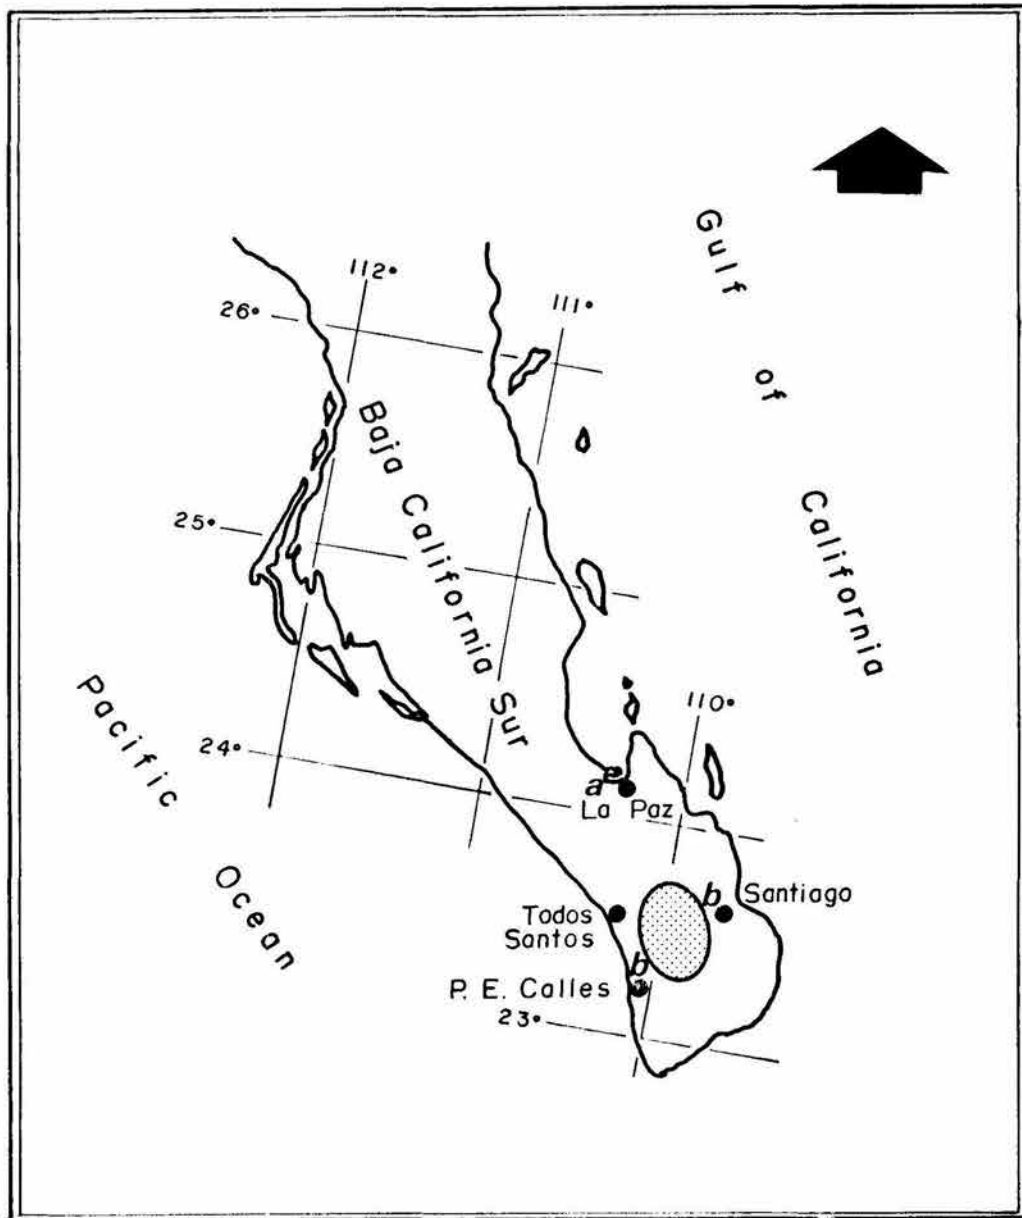 Gulf of California
112°
26°
111°
Baja California Sur
25°
Pacific Ocean
24°
110°
a
La Paz
b
Santiago
Todos
Santos
b
P. E. Calles
23°